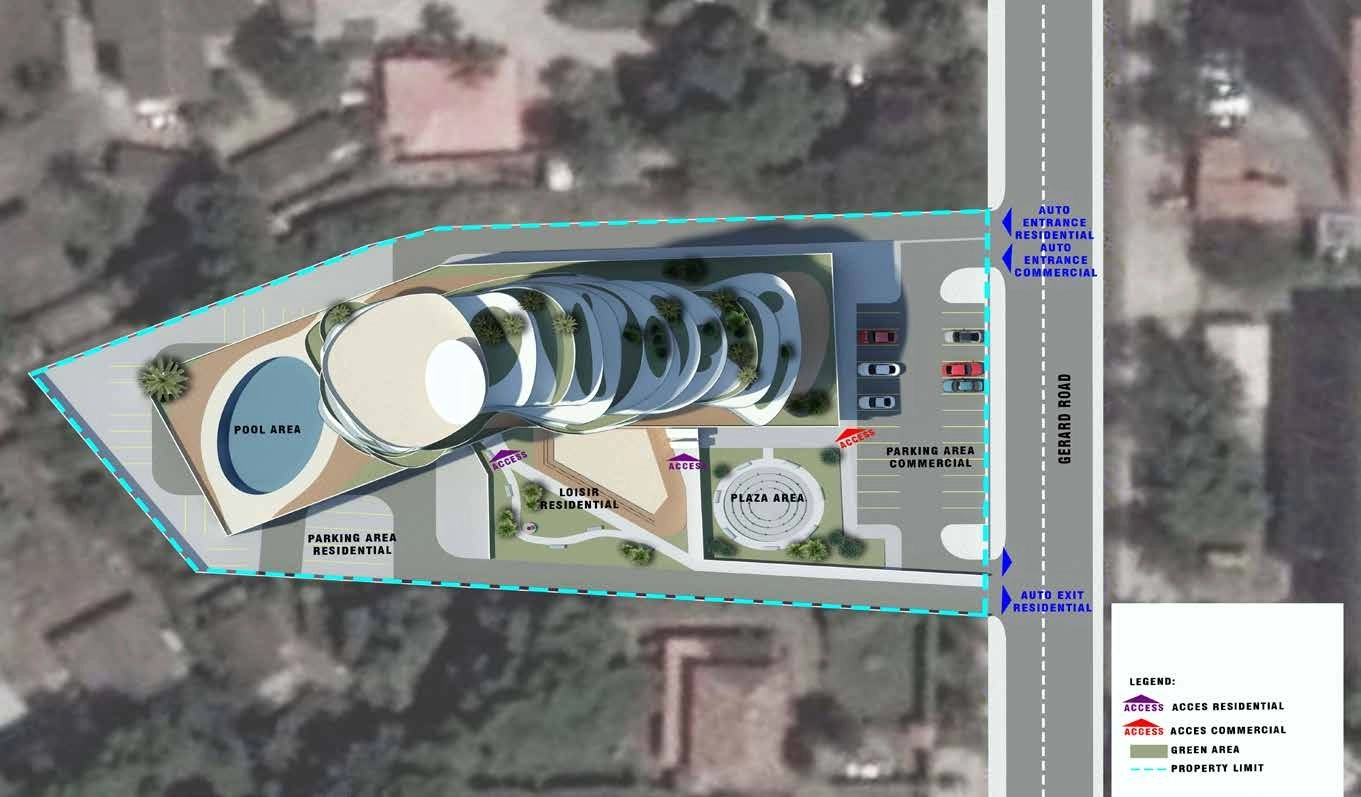 AUTO
ENTRANCE
RESIDENTIAL
AUTO
ENTRANCE
COMMERCIAL
GERARD ROAD
POOL AREA
ACCESS
ACCESS
ACCESS
PARKING AREA
COMMERCIAL
LOISIR
RESIDENTIAL
PLAZA AREA
PARKING AREA
RESIDENTIAL
AUTO EXIT
RESIDENTIAL
LEGEND:
ACCESS ACCES RESIDENTIAL
ACCESS ACCES COMMERCIAL
GREEN AREA
PROPERTY LIMIT